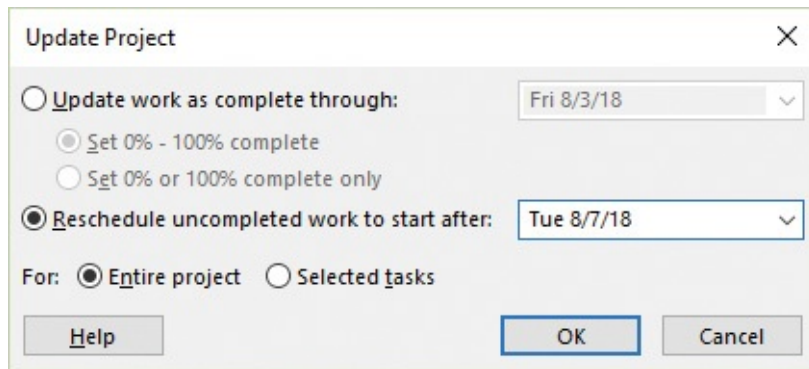 Update Project
Update work as complete through: Fri 8/3/18
Set 0% - 100% complete
Set 0% or 100% complete only
Reschedule uncompleted work to start after: Tue 8/7/18
For: Entire project Selected tasks
Help OK Cancel